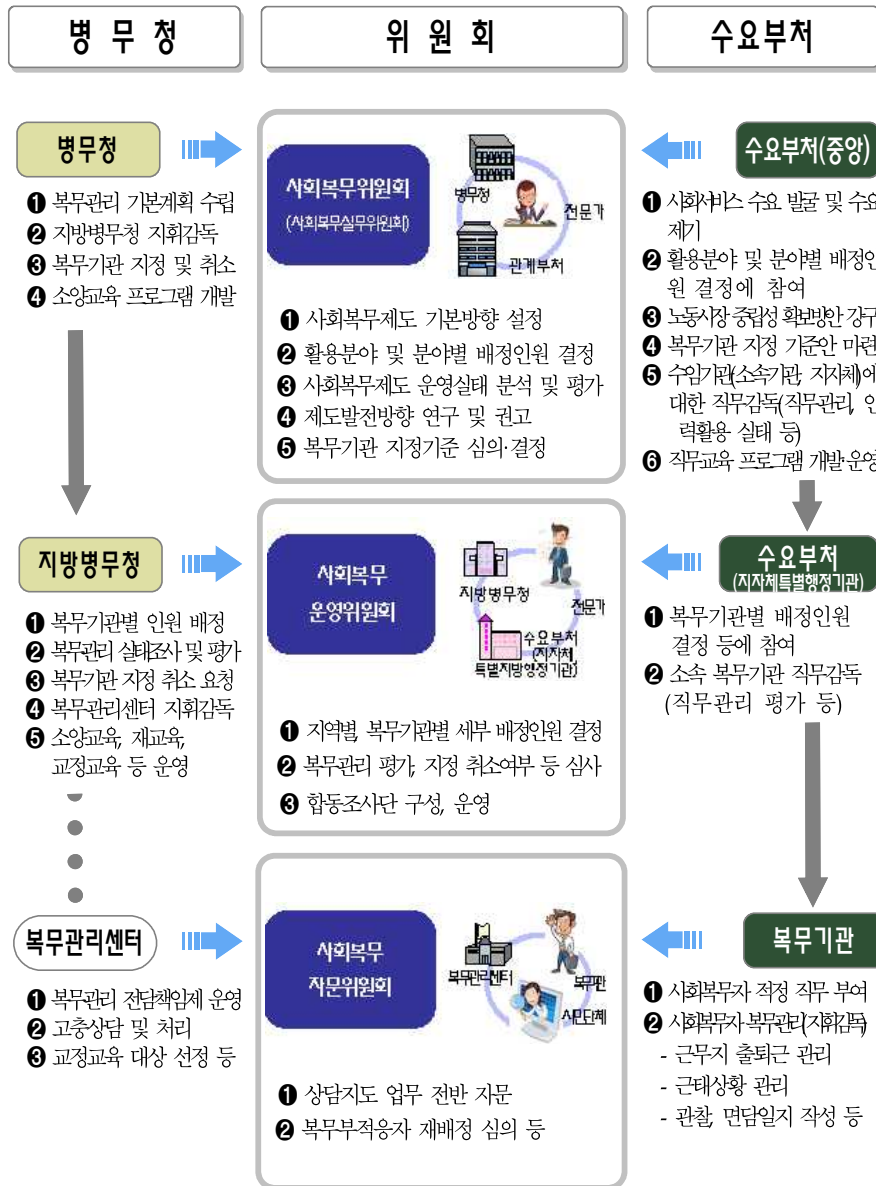 병 무 청
위 원 회
수요부처
병무청
❶ 복무관리 기본계획 수립
❷ 지방병무청 지휘감독
❸ 복무기관 지정 및 취소
❹ 소양교육 프로그램 개발
사회복무위원회
(사회복무실무위원회)
병무청
전문가
관계부처
❶ 사회복무제도 기본방향 설정
❷ 활용분야 및 분야별 배정인원 결정
❸ 사회복무제도 운영실태 분석 및 평가
❹ 제도발전방향 연구 및 권고
❺ 복무기관 지정기준 심의·결정
수요부처(중앙)
❶ 사회서비스 수요 발굴 및 수요
제기
❷ 활용분야 및 분야별 배정인
원 결정에 참여
❸ 노동시장 중립성 확보방안 강구
❹ 복무기관 지정 기준안 마련
❺ 수임기관(소속기관, 지자체)에
대한 직무감독(직무관리, 인
력활용 실태 등)
❻ 직무교육 프로그램 개발·운영
지방병무청
❶ 복무기관별 인원 배정
❷ 복무관리 실태조사 및 평가
❸ 복무기관 지정 취소 요청
❹ 복무관리센터 지휘감독
❺ 소양교육, 재교육,
교정교육 등 운영
사회복무
운영위원회
지방병무청
전문가
수요부처
(지자체,
특별지방행정기관)
❶ 지역별, 복무기관별 세부 배정인원 결정
❷ 복무관리 평가, 지정 취소여부 등 심사
❸ 합동조사단 구성, 운영
수요부처
(지자체특별행정기관)
❶ 복무기관별 배정인원
결정 등에 참여
❷ 소속 복무기관 직무감독
(직무관리 평가 등)
복무관리센터
❶ 복무관리 전담책임제 운영
❷ 고충상담 및 처리
❸ 교정교육 대상 선정 등
사회복무
자문위원회
복무관리센터
복무기관
❶ 상담지도 업무 전반 자문
❷ 복무부적응자 재배정 심의 등
복무기관
❶ 사회복무자 적정 직무 부여
❷ 사회복무자 복무관리(지휘감독)
- 근무지 출퇴근 관리
- 근태상황 관리
- 관찰, 면담일지 작성 등